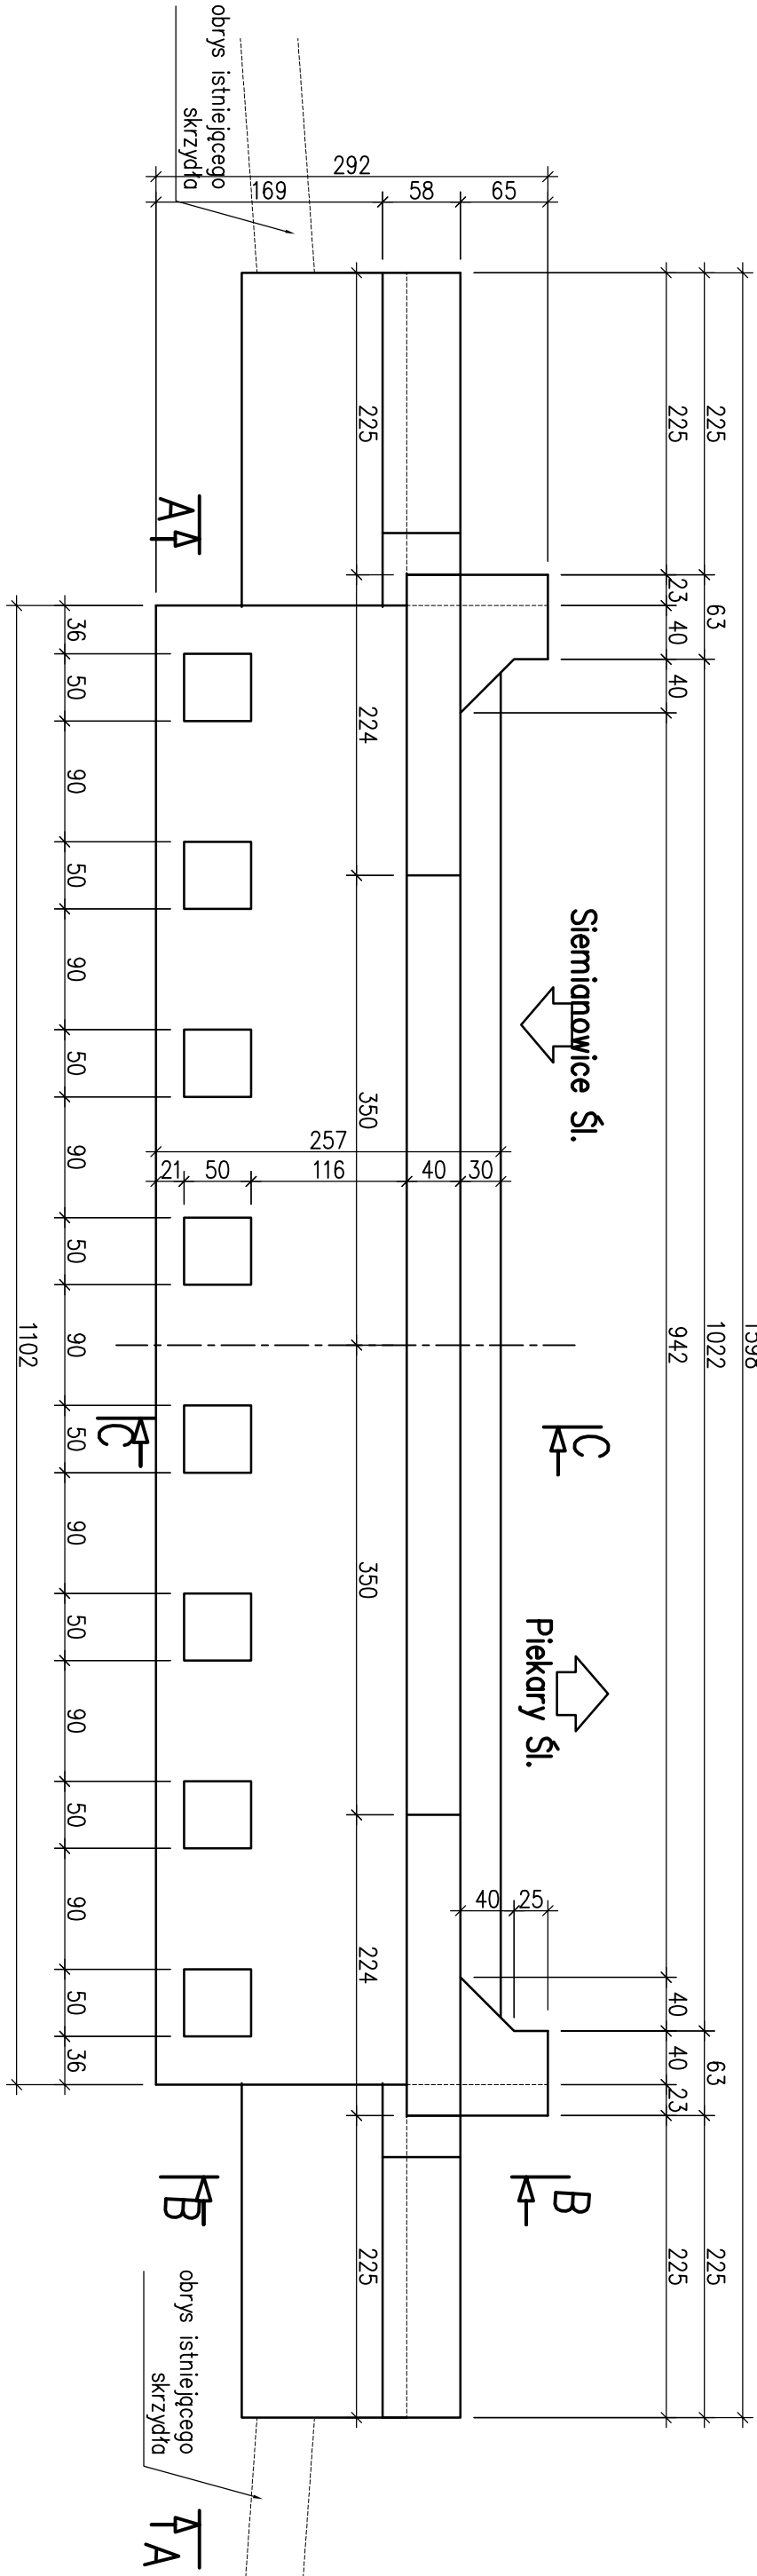 obrys istniejącego
skrzydła
292
169 58 65
1598
225 1022 225
63 63
225 23 40 40 942 40 40 23 225
225 224 350 350 224 225
Siemianowice Śl.
Piekary Śl.
257
21 50 116 40 30
40 25
A
C
C
B
B
A
36 50 90 50 90 50 90 50 90 50 90 50 90 50 90 50 36
1102
obrys istniejącego
skrzydła